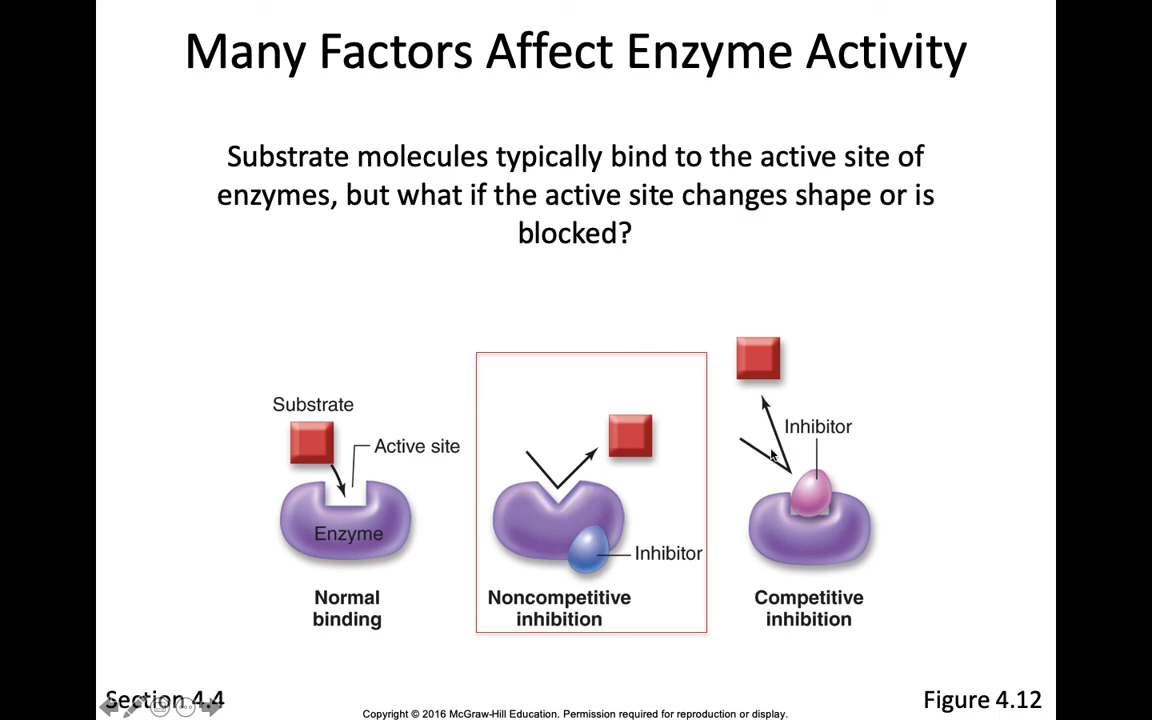 Many Factors Affect Enzyme Activity
Substrate molecules typically bind to the active site of
enzymes, but what if the active site changes shape or is
blocked?
Substrate
Active site
Enzyme
Normal
binding
Inhibitor
Noncompetitive
inhibition
Inhibitor
Competitive
inhibition
Section 4.4
Copyright © 2016 McGraw-Hill Education. Permission required for reproduction or display.
Figure 4.12